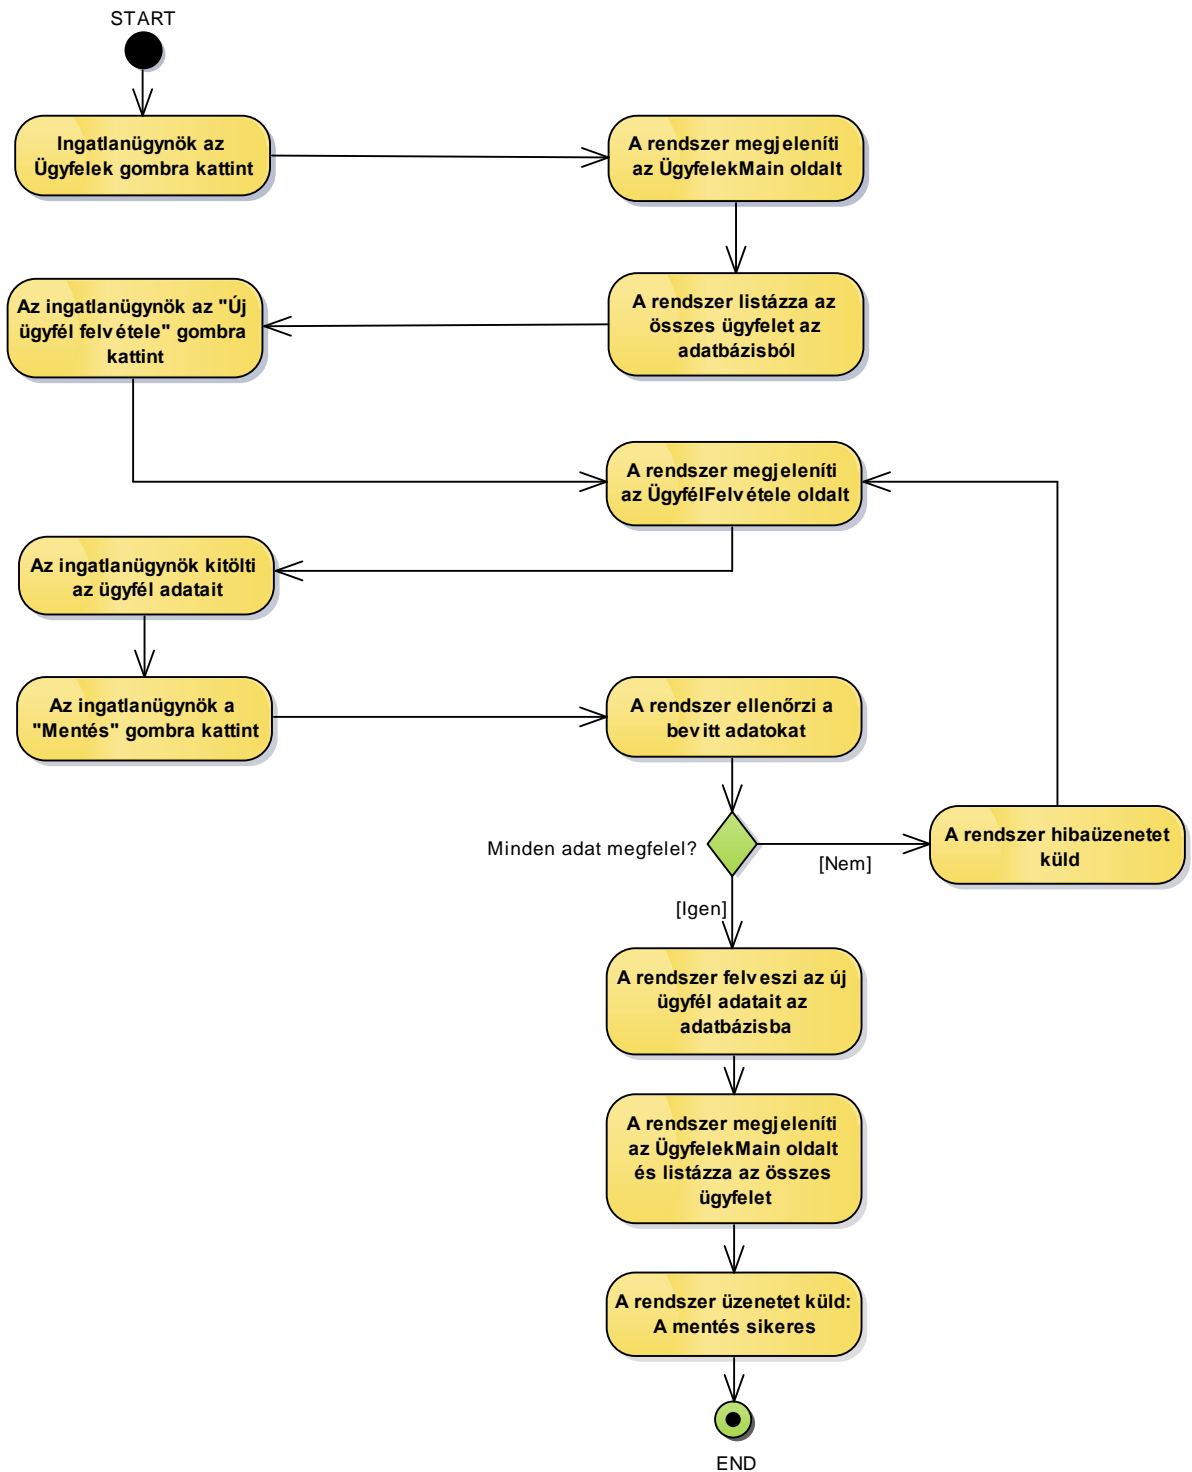 START
Ingatlanügynök az
Ügyfelek gombra kattint
A rendszer megjeleníti
az ÜgyfelekMain oldalt
A rendszer listázza az
összes ügyfelet az
adatbázisból
Az ingatlanügynök az "Új
ügyfél felvétele" gombra
kattint
A rendszer megjeleníti
az ÜgyfélFelvétele oldalt
Az ingatlanügynök kitölti
az ügyfél adatait
Az ingatlanügynök a
"Mentés" gombra kattint
A rendszer ellenőrzi a
bevitt adatokat
Minden adat megfelel?
[Nem]
A rendszer hibaüzenetet
küld
[Igen]
A rendszer felveszi az új
ügyfél adatait az
adatbázisba
A rendszer megjeleníti
az ÜgyfelekMain oldalt
és listázza az összes
ügyfelet
A rendszer üzenetet küld:
A mentés sikeres
END